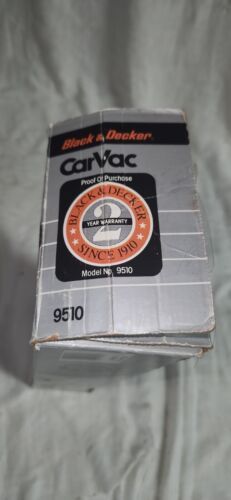 Black & Decker®
CarVac
Proof Of Purchase
BLACK & DECKER
2
YEAR WARRANTY
SINCE 1910
Model No. 9510
9510